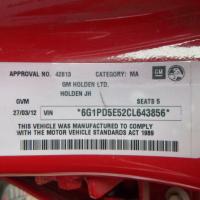 APPROVAL NO. 42813 CATEGORY: MA
GM HOLDEN LTD.
HOLDEN JH
GM
GVM SEATS 5
27/03/12 VIN *6G1PD5E52CL643856*
THIS VEHICLE WAS MANUFACTURED TO COMPLY
WITH THE MOTOR VEHICLE STANDARDS ACT 1989